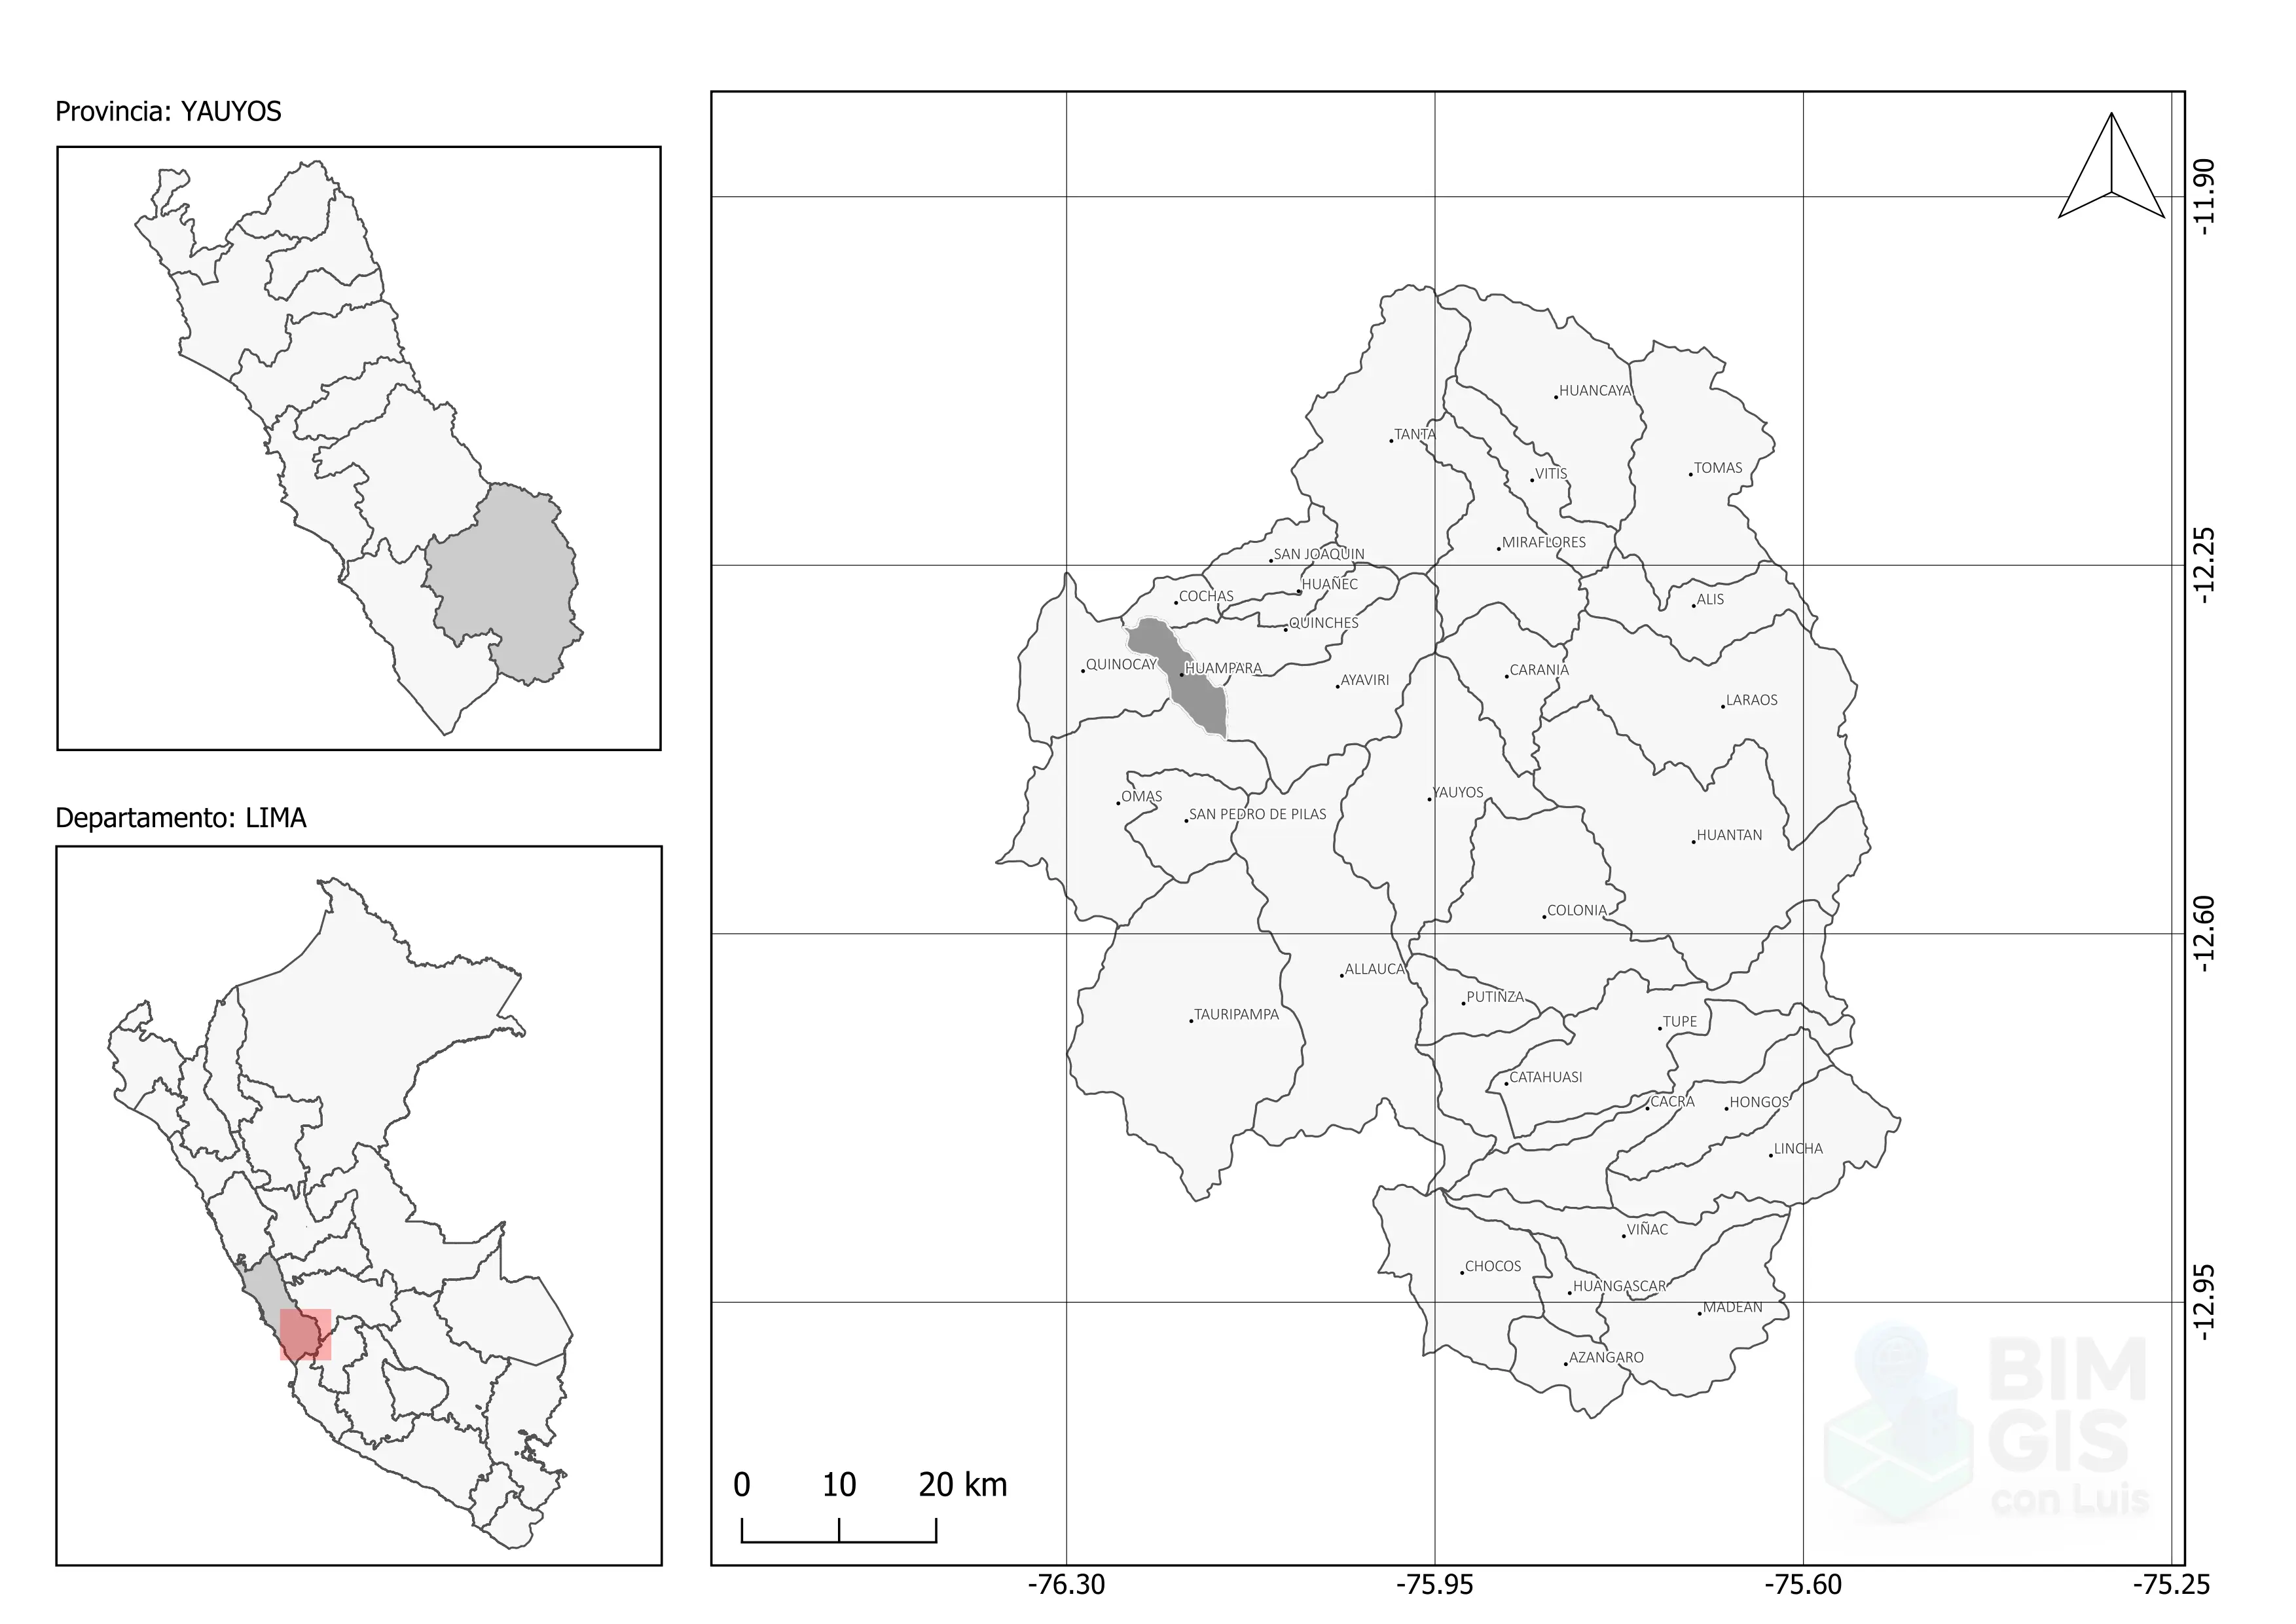 Provincia: YAUYOS
Departamento: LIMA
-11.90
HUANCAYA
TANTA
TOMAS
VITIS
MIRAFLORES
-12.25
SAN JOAQUIN
HUAÑEC
COCHAS
ALIS
QUINCHES
QUINOCAY
HUAMPARA
CARANIA
AYAVIRI
LARAOS
YAUYOS
OMAS
SAN PEDRO DE PILAS
HUANTAN
COLONIA
-12.60
ALLAUCA
PUTINZA
TAURIPAMPA
TUPE
CATAHUASI
CACRA
HONGOS
LINCHA
VIÑAC
CHOCOS
HUANGASCAR
-12.95
MADEAN
AZANGARO
BIM
GIS
con Luis
0 10 20 km
-76.30 -75.95 -75.60 -75.25